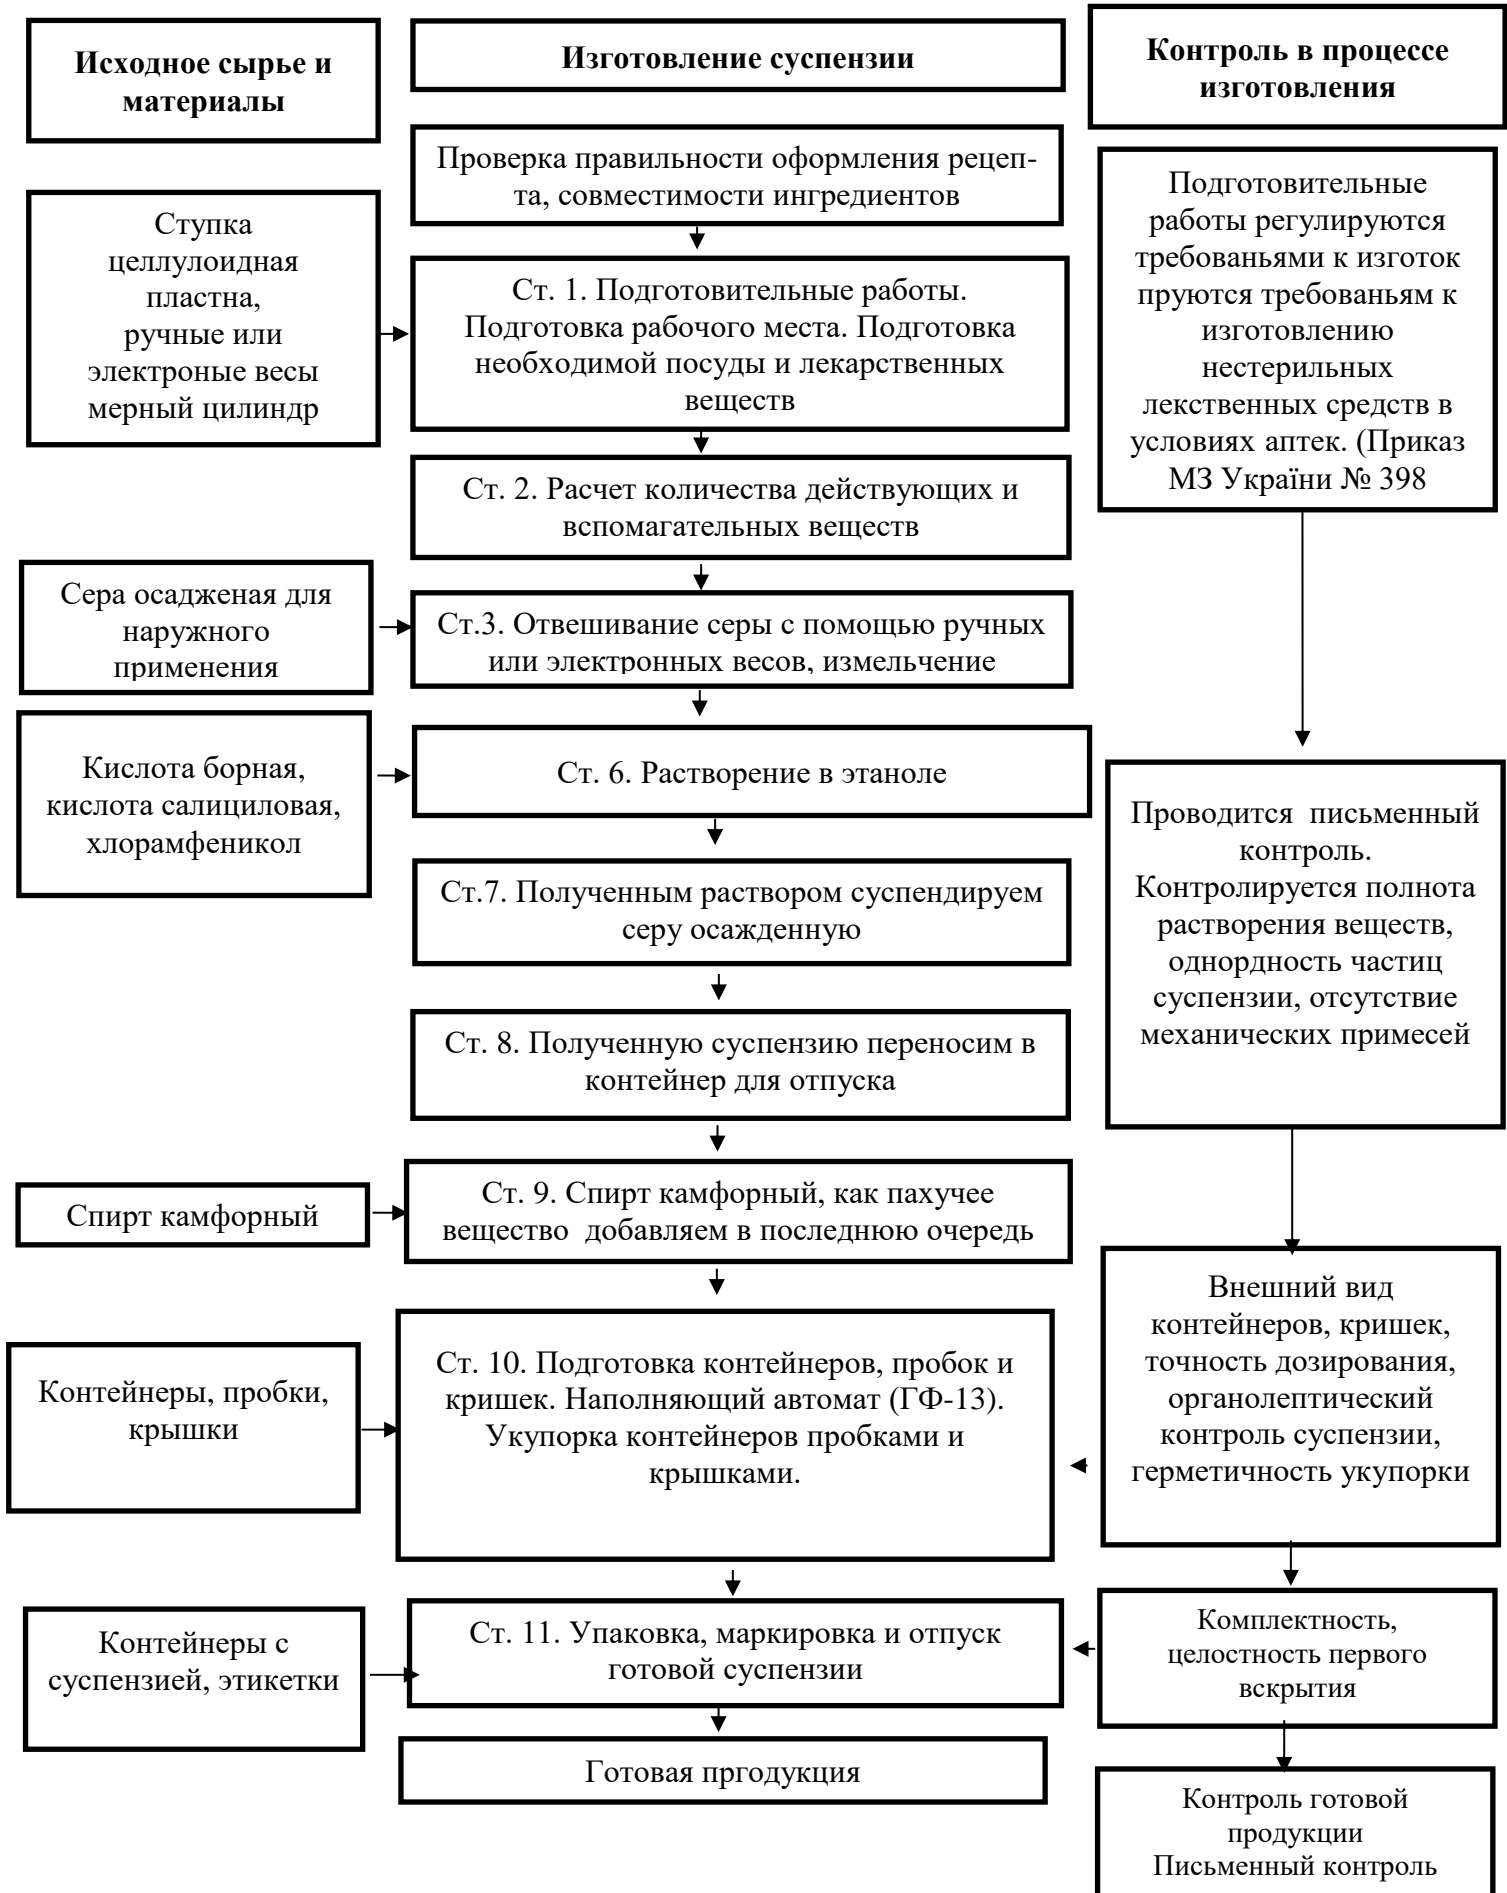 Исходное сырье и
материалы
Изготовление суспензии
Контроль в процессе
изготовления
Проверка правильности оформления рецеп-
та, совместимости ингредиентов
Ступка
целлулоидная
пластна,
ручные или
электроные весы
мерный цилиндр
Ст. 1. Подготовительные работы.
Подготовка рабочего места. Подготовка
необходимой посуды и лекарственных
веществ
Подготовительные
работы регулируются
требованьями к изготок
пруются требованьям к
изготовлению
нестерильных
лекственных средств в
условиях аптек. (Приказ
МЗ України № 398
Ст. 2. Расчет количества действующих и
вспомагательных веществ
Сера осадженая для
наружного
применения
Ст.3. Отвешивание серы с помощью ручных
или электронных весов, измельчение
Кислота борная,
кислота салициловая,
хлорамфеникол
Ст. 6. Растворение в этаноле
Проводится письменный
контроль.
Контролируется полнота
растворения веществ,
однордность частиц
суспензии, отсутствие
механических примесей
Ст.7. Полученным раствором суспендируем
серу осажденную
Ст. 8. Полученную суспензию переносим в
контейнер для отпуска
Спирт камфорный
Ст. 9. Спирт камфорный, как пахучее
вещество добавляем в последнюю очередь
Контейнеры, пробки,
крышки
Ст. 10. Подготовка контейнеров, пробок и
кришек. Наполняющий автомат (ГФ-13).
Укупорка контейнеров пробками и
крышками.
Внешний вид
контейнеров, кришек,
точность дозирования,
органолептический
контроль суспензии,
герметичность укупорки
Контейнеры с
суспензией, этикетки
Ст. 11. Упаковка, маркировка и отпуск
готовой суспензии
Комплектность,
целостность первого
вскрытия
Готовая пргодукция
Контроль готовой
продукции
Письменный контроль